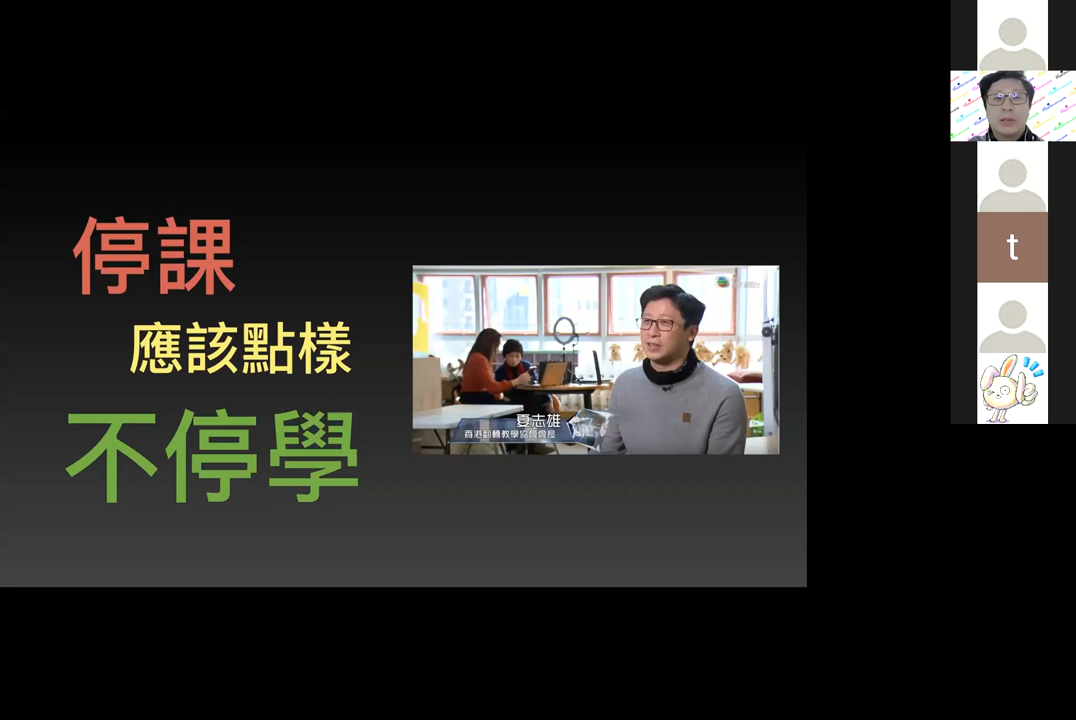 停課
應該點樣
不停學
夏志雄
香港翻轉教學協會會長
t